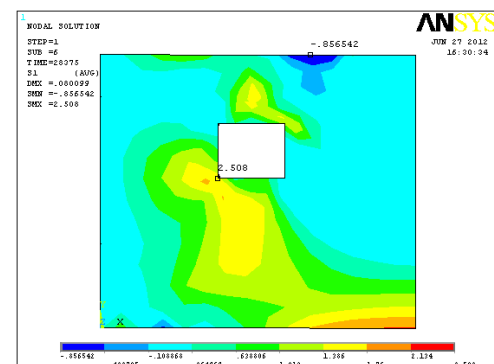 1
NODAL SOLUTION
ANSYS
STEP=1
SUB =6
TIME=28375
S1 (AVG)
DMX =.080099
SMN =-.856542
SMX =2.508
JUN 27 2012
16:30:34
-.856542
2.508
Y
Z X
-.856542 -.108868 .638806 1.386 2.134